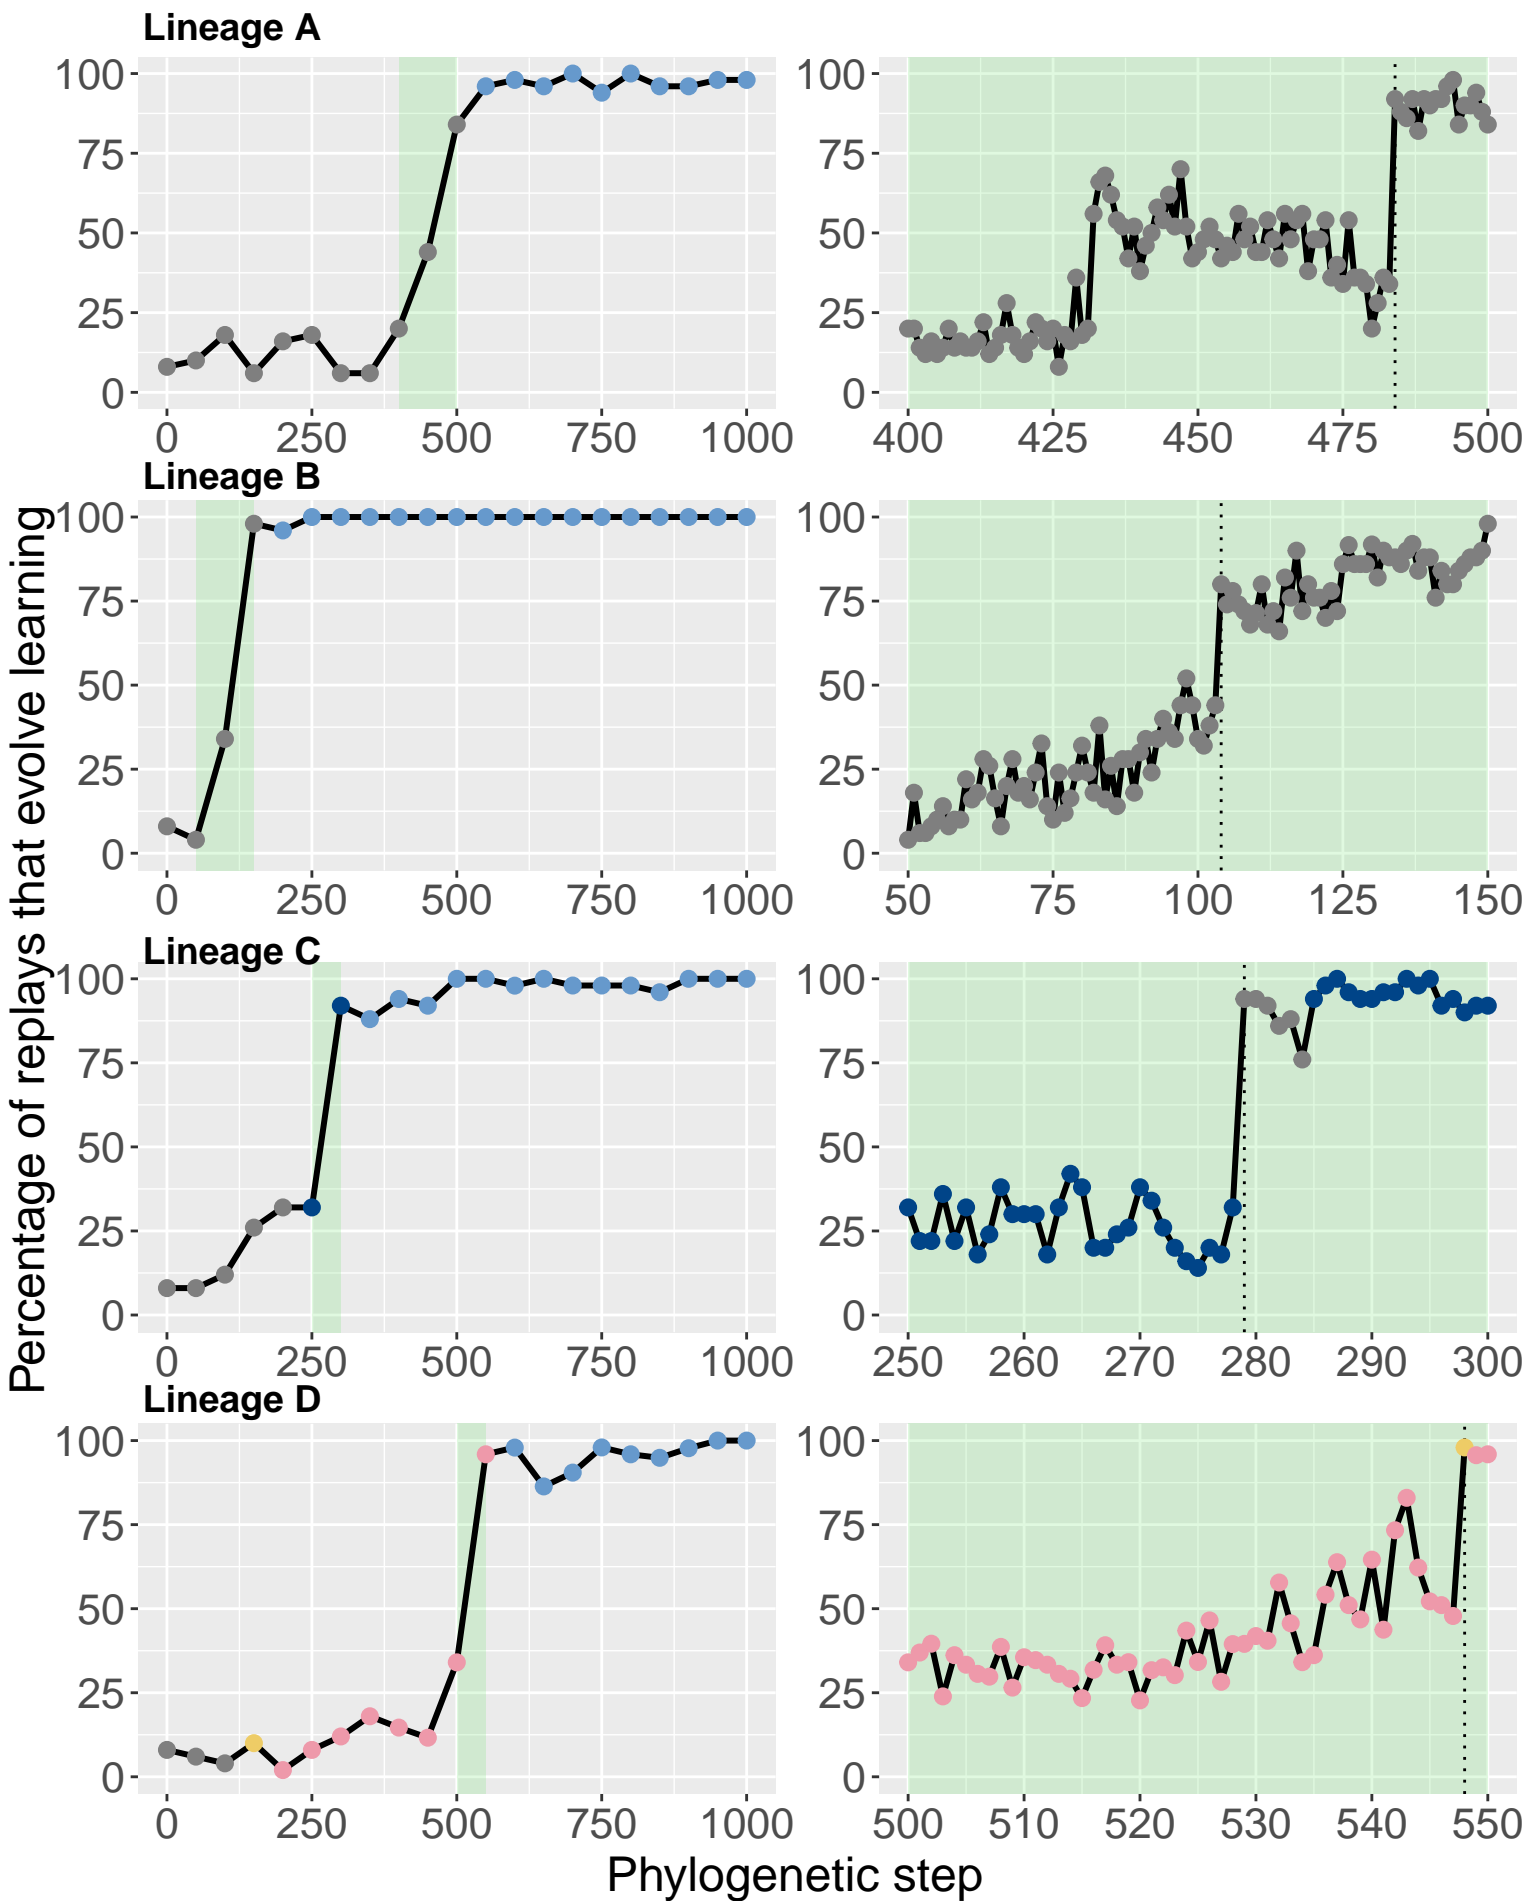 Lineage A
100
75
50
25
0
0 250 500 750 1000
100
75
50
25
0
400 425 450 475 500
Lineage B
100
75
50
25
0
0 250 500 750 1000
100
75
50
25
0
50 75 100 125 150
Lineage C
100
75
50
25
0
0 250 500 750 1000
100
75
50
25
0
250 260 270 280 290 300
Lineage D
100
75
50
25
0
0 250 500 750 1000
100
75
50
25
0
500 510 520 530 540 550
Percentage of replays that evolve learning
Phylogenetic step